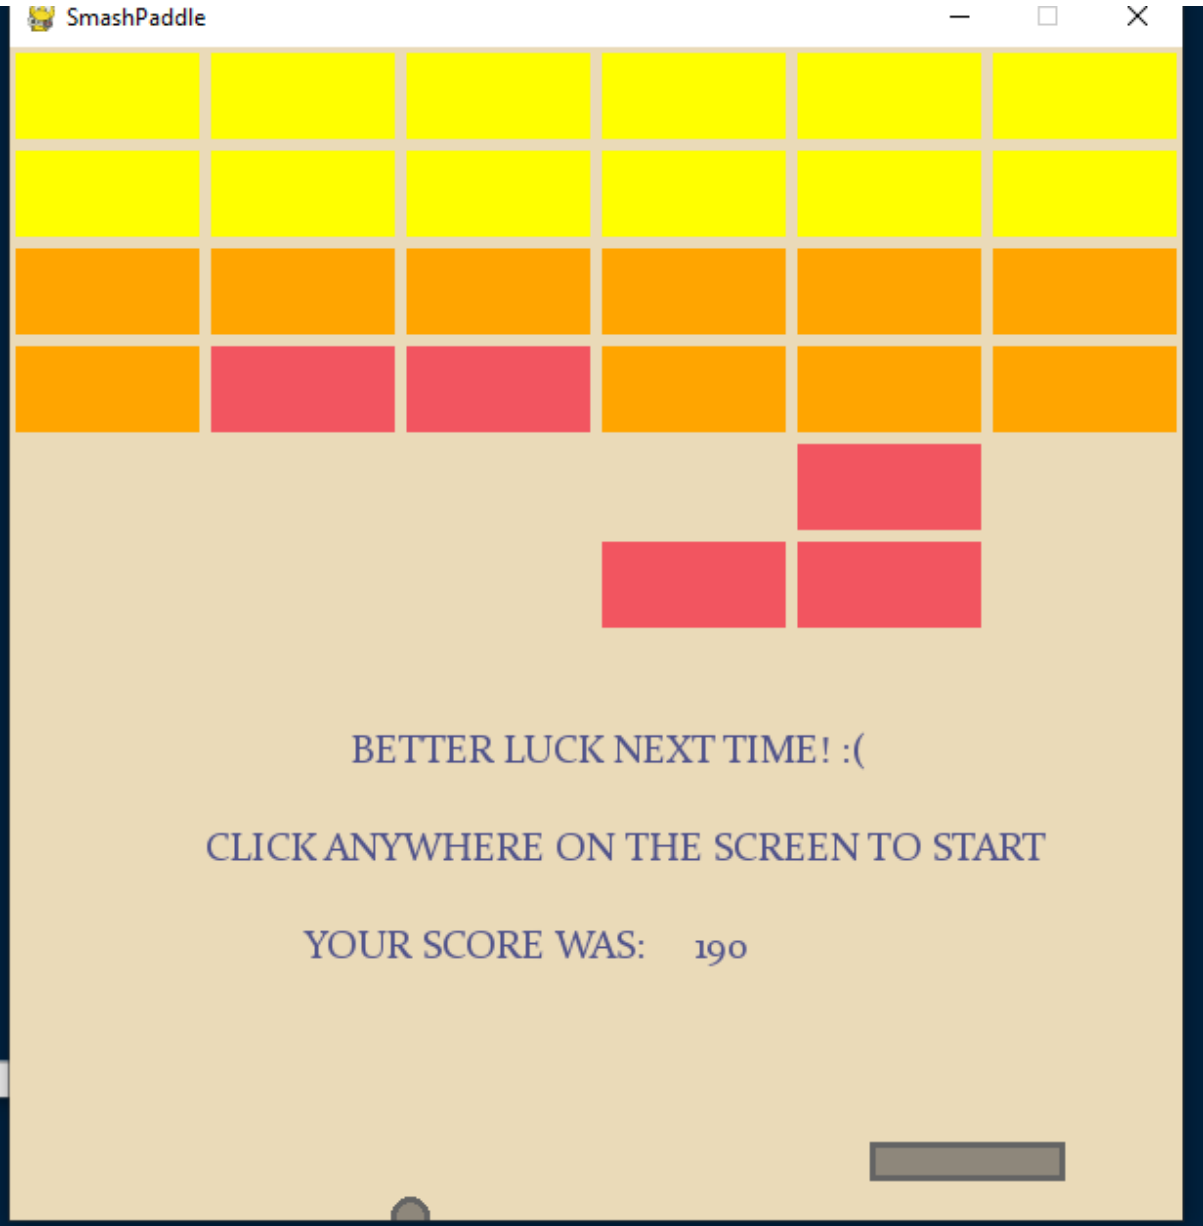 SmashPaddle
BETTER LUCK NEXT TIME! :(
CLICK ANYWHERE ON THE SCREEN TO START
YOUR SCORE WAS: 190